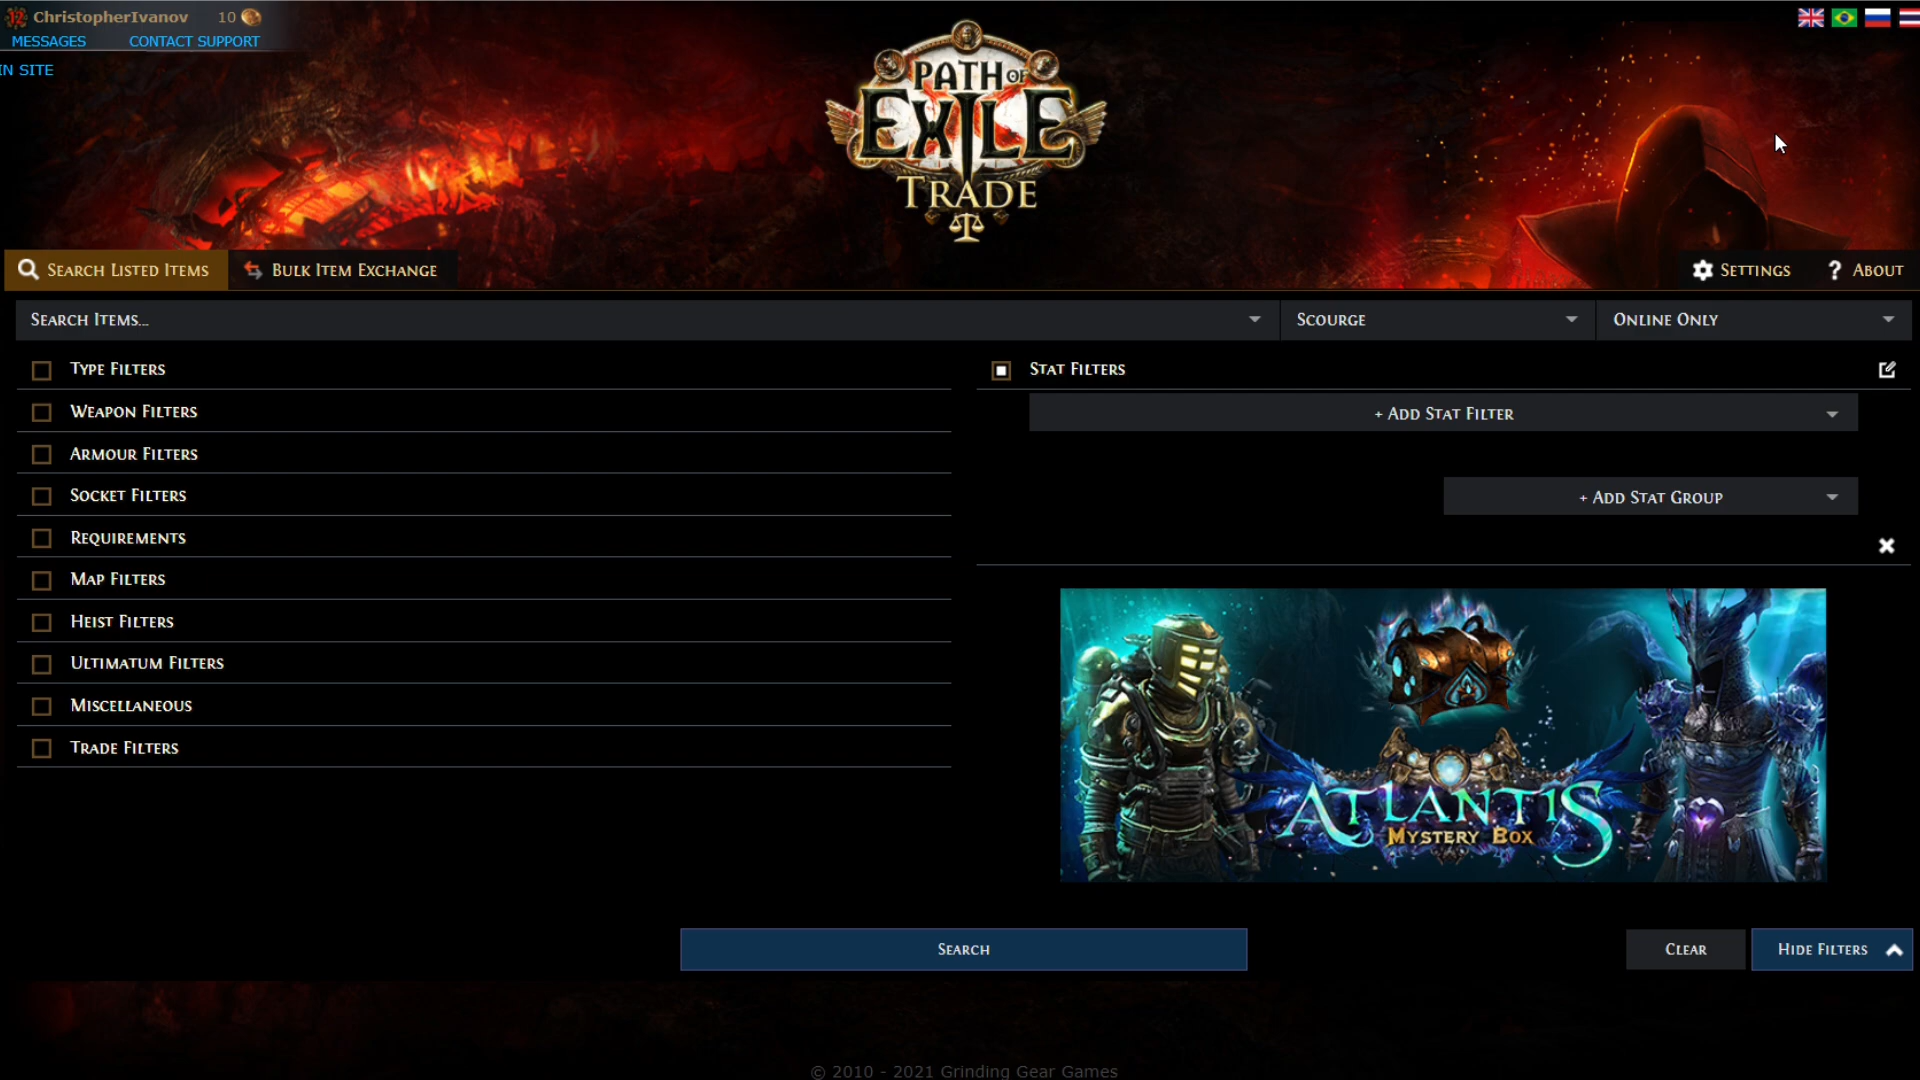 12 ChristopherIvanov 10
MESSAGES CONTACT SUPPORT
IN SITE
PATH OF
EXILE
TRADE
SEARCH LISTED ITEMS BULK ITEM EXCHANGE ? SETTINGS ? ABOUT
SEARCH ITEMS... SCOURGE ONLINE ONLY
TYPE FILTERS
WEAPON FILTERS
ARMOUR FILTERS
SOCKET FILTERS
REQUIREMENTS
MAP FILTERS
HEIST FILTERS
ULTIMATUM FILTERS
MISCELLANEOUS
TRADE FILTERS
STAT FILTERS
+ ADD STAT FILTER
+ ADD STAT GROUP
ATLANTIS
MYSTERY BOX
SEARCH CLEAR HIDE FILTERS
© 2010 - 2021 Grinding Gear Games